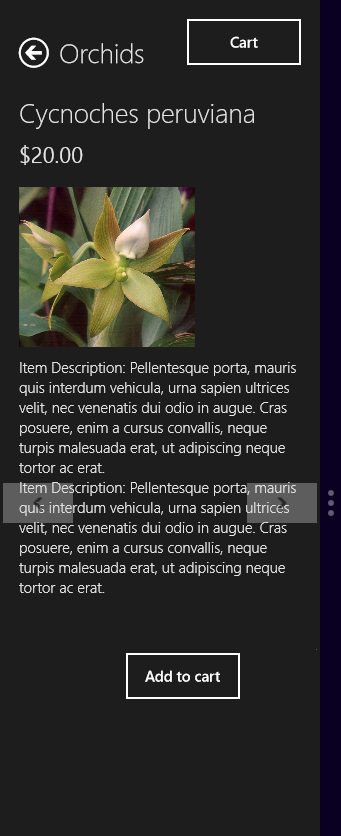 Orchids
Cart
Cycnoches peruviana
$20.00
Item Description: Pellentesque porta, mauris
quis interdum vehicula, urna sapien ultrices
velit, nec venenatis dui odio in augue. Cras
posuere, enim a cursus convallis, neque
turpis malesuada erat, ut adipiscing neque
tortor ac erat.
Item Description: Pellentesque porta, mauris
quis interdum vehicula, urna sapien ultrices
velit, nec venenatis dui odio in augue. Cras
posuere, enim a cursus convallis, neque
turpis malesuada erat, ut adipiscing neque
tortor ac erat.
Add to cart